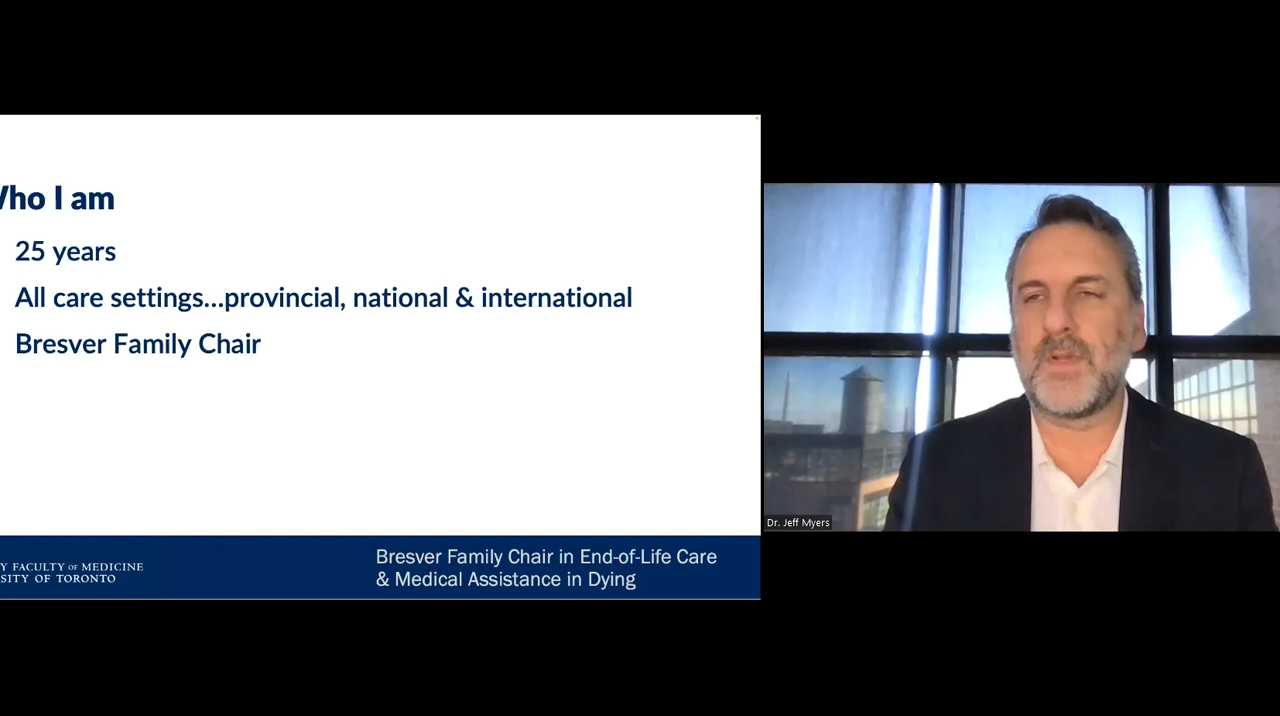 Who I am
25 years
All care settings...provincial, national & international
Bresver Family Chair
Y FACULTY OF MEDICINE
SITY OF TORONTO
Bresver Family Chair in End-of-Life Care
& Medical Assistance in Dying
Dr. Jeff Myers